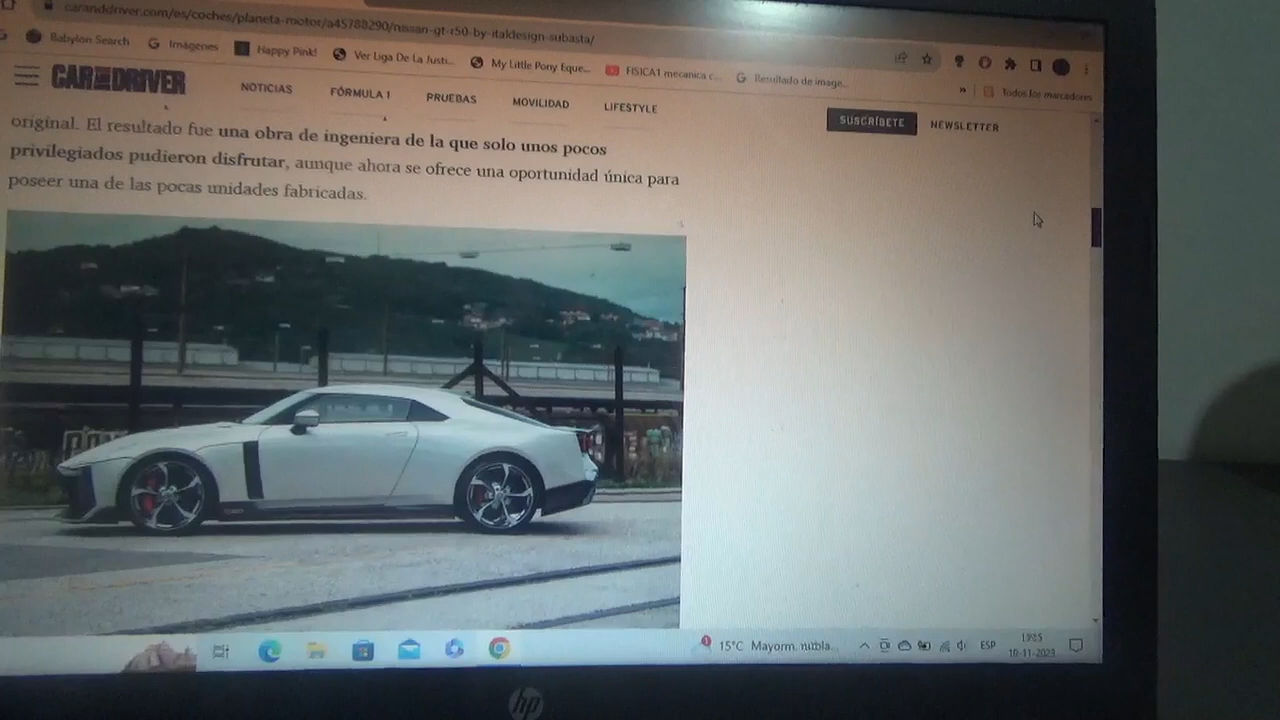 caranddriver.com/es/coches/planeta-motor/a45788290/nissan-gt-r50-by-italdesign-subasta/
Babylon Search
Imágenes
Happy Pink!
Ver Liga De La Justi...
My Little Pony Eque...
FISICA1 mecanica c...
Resultado de image...
»
Todos los marcadores
CAR AND DRIVER
NOTICIAS
FÓRMULA 1
PRUEBAS
MOVILIDAD
LIFESTYLE
SUSCRÍBETE
NEWSLETTER
original. El resultado fue una obra de ingeniera de la que solo unos pocos
privilegiados pudieron disfrutar, aunque ahora se ofrece una oportunidad única para
poseer una de las pocas unidades fabricadas.
15°C Mayorm. nubla...
ESP
10-11-2023
hp